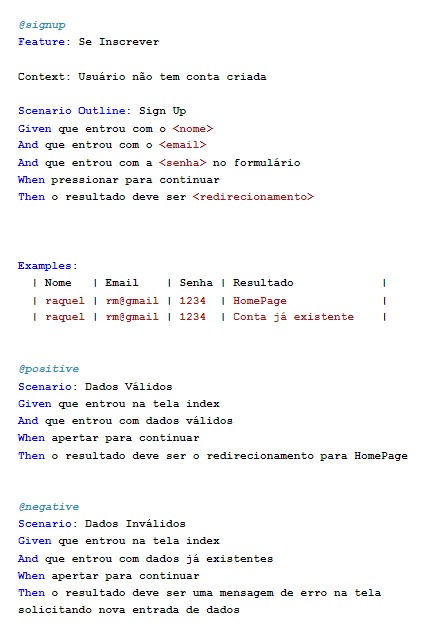 @signup
Feature: Se Inscrever
Context: Usuário não tem conta criada
Scenario Outline: Sign Up
Given que entrou com o <nome>
And que entrou com o <email>
And que entrou com a <senha> no formulário
When pressionar para continuar
Then o resultado deve ser <redirecionamento>
Examples:
| Nome | Email | Senha | Resultado |
| raquel | rm@gmail | 1234 | HomePage |
| raquel | rm@gmail | 1234 | Conta já existente |
@positive
Scenario: Dados Válidos
Given que entrou na tela index
And que entrou com dados válidos
When apertar para continuar
Then o resultado deve ser o redirecionamento para HomePage
@negative
Scenario: Dados Inválidos
Given que entrou na tela index
And que entrou com dados já existentes
When apertar para continuar
Then o resultado deve ser uma mensagem de erro na tela
solicitando nova entrada de dados